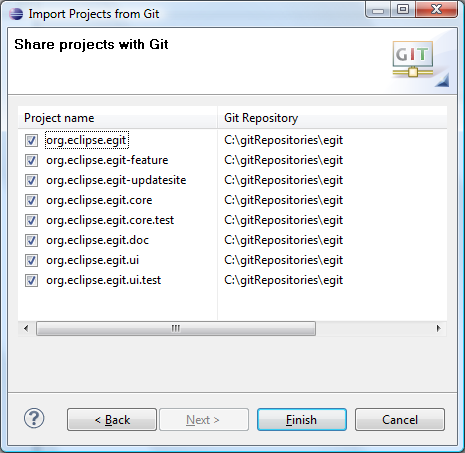 Import Projects from Git
Share projects with Git
GIT
Project name Git Repository
org.eclipse.egit C:\gitRepositories\egit
org.eclipse.egit-feature C:\gitRepositories\egit
org.eclipse.egit-updatesite C:\gitRepositories\egit
org.eclipse.egit.core C:\gitRepositories\egit
org.eclipse.egit.core.test C:\gitRepositories\egit
org.eclipse.egit.doc C:\gitRepositories\egit
org.eclipse.egit.ui C:\gitRepositories\egit
org.eclipse.egit.ui.test C:\gitRepositories\egit
? < Back Next > Finish Cancel